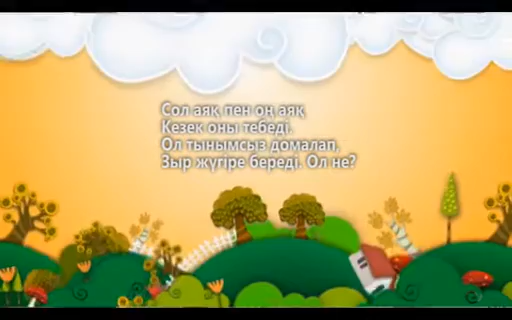 Сол аяқ пен оң аяқ
Кезек оны тебеді.
Ол тынымсыз домалап,
Зыр жүгіре береді. Ол не?